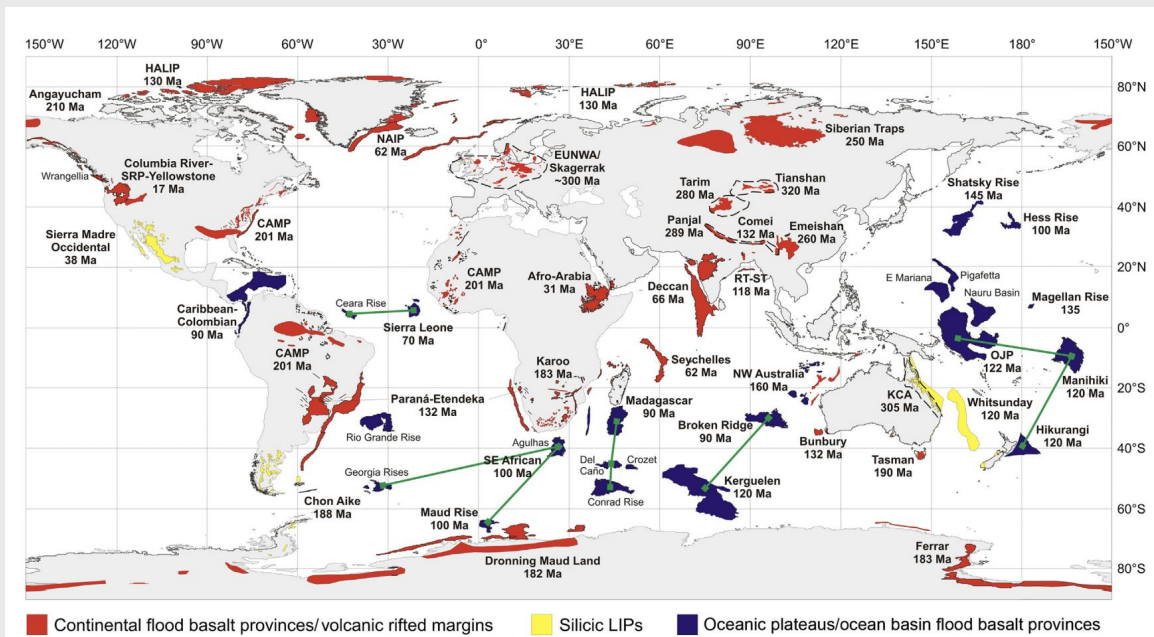 150°W 120°W 90°W 60°W 30°W 0° 30°E 60°E 90°E 120°E 150°E 180° 150°W
HALIP
130 Ma
Angayucham
210 Ma
HALIP
130 Ma
80°N
NAIP
62 Ma
Siberian Traps
250 Ma
60°N
Columbia River-
SRP-Yellowstone
17 Ma
Wrangellia
EUNWA/
Skagerrak
~300 Ma
Tarim
280 Ma
Tianshan
320 Ma
Shatsky Rise
145 Ma
Hess Rise
100 Ma
40°N
CAMP
201 Ma
Sierra Madre
Occidental
38 Ma
Panjal
289 Ma
Comei
132 Ma
Emeishan
260 Ma
CAMP
201 Ma
Afro-Arabia
31 Ma
Deccan
66 Ma
RT-ST
118 Ma
E Mariana
Pigafetta
Nauru Basin
Magellan Rise
135
20°N
Caribbean-
Colombian
90 Ma
Ceara Rise
Sierra Leone
70 Ma
0°
CAMP
201 Ma
Karoo
183 Ma
Seychelles
62 Ma
NW Australia
160 Ma
OJP
122 Ma
Manihiki
120 Ma
20°S
Paraná-Etendeka
132 Ma
Madagascar
90 Ma
KCA
305 Ma
Whitsunday
120 Ma
Rio Grande Rise
Broken Ridge
90 Ma
Hikurangi
120 Ma
Agulhas
Bunbury
132 Ma
40°S
SE African
100 Ma
Del
Caño
Crozet
Tasman
190 Ma
Georgia Rises
Conrad Rise
Kerguelen
120 Ma
Chon Aike
188 Ma
Maud Rise
100 Ma
60°S
Dronning Maud Land
182 Ma
Ferrar
183 Ma
80°S
Continental flood basalt provinces/volcanic rifted margins Silicic LIPs Oceanic plateaus/ocean basin flood basalt provinces